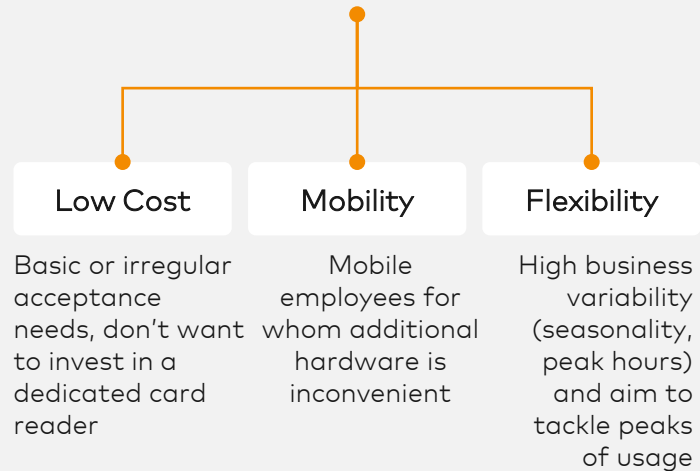 Low Cost
Basic or irregular
acceptance
needs, don’t want
to invest in a
dedicated card
reader
Mobility
Mobile
employees for
whom additional
hardware is
inconvenient
Flexibility
High business
variability
(seasonality,
peak hours)
and aim to
tackle peaks
of usage